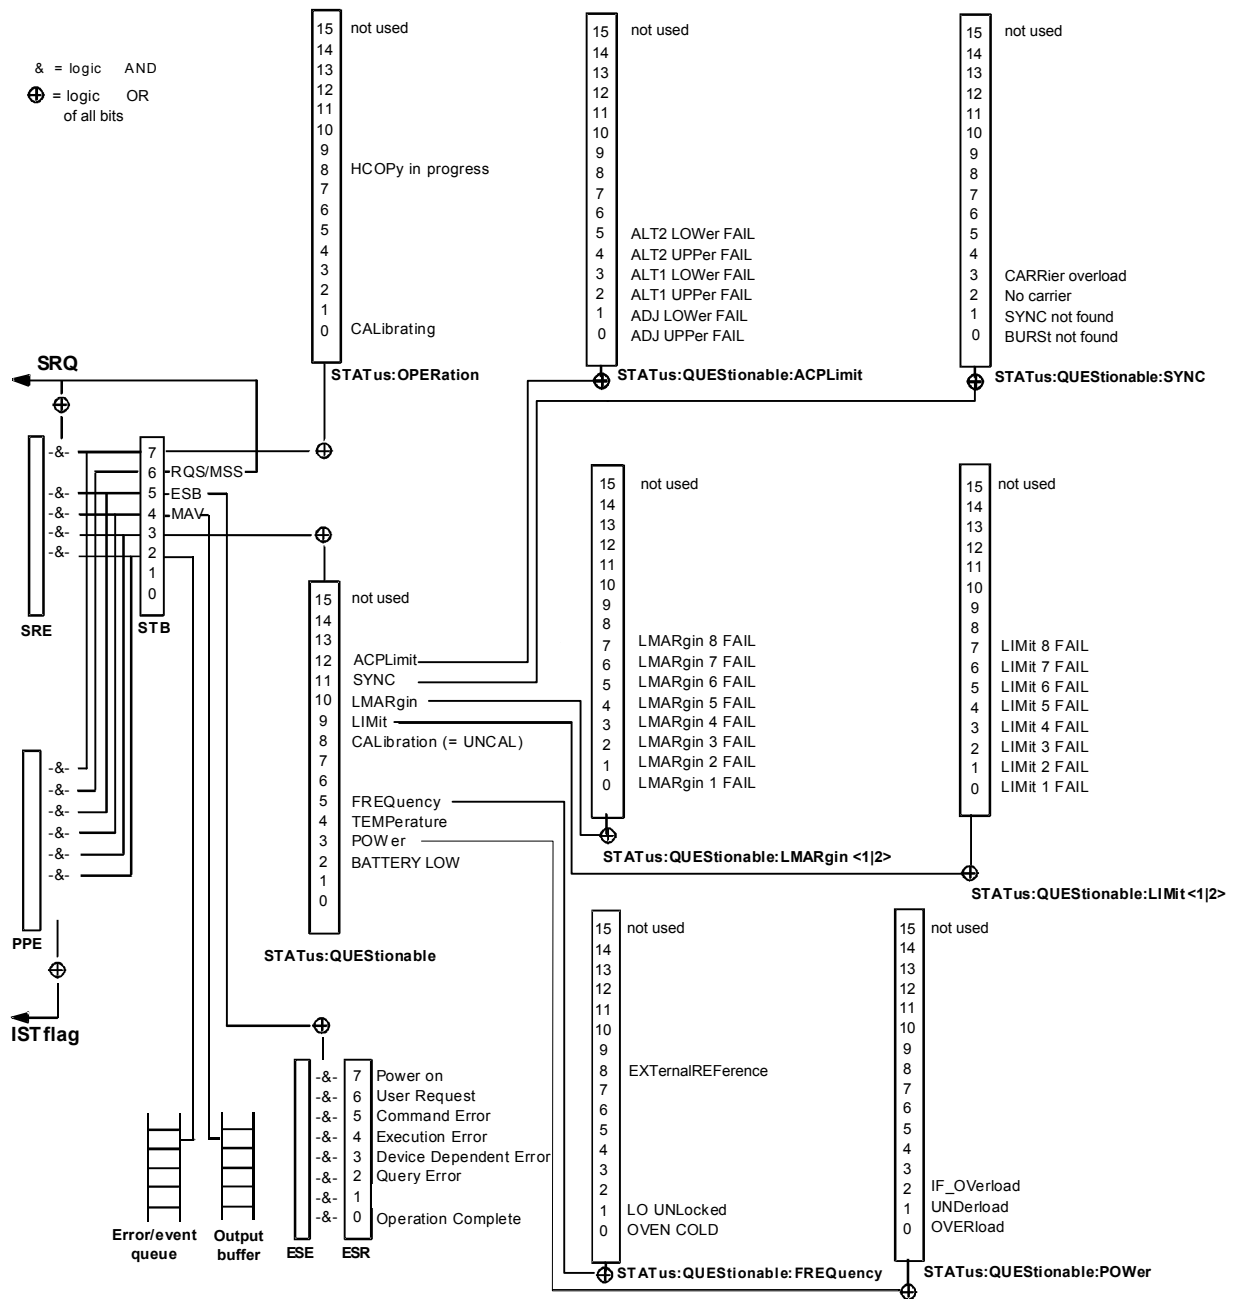 & = logic AND
⊕ = logic OR
of all bits
15 not used
14
13
12
11
10
9
8 HCOPy in progress
7
6
5
4
3
2
1
0 CALibrating
STATus:OPERation
15 not used
14
13
12
11
10
9
8
7
6
5 ALT2 LOWer FAIL
4 ALT2 UPPer FAIL
3 ALT1 LOWer FAIL
2 ALT1 UPPer FAIL
1 ADJ LOWer FAIL
0 ADJ UPPer FAIL
STATus:QUEStionable:ACPLimit
15 not used
14
13
12
11
10
9
8
7
6
5
4
3 CARRier overload
2 No carrier
1 SYNC not found
0 BURSt not found
STATus:QUEStionable:SYNC
SRQ
-&- 7
6 RQS/MSS
-&- 5 ESB
-&- 4 MAV
-&- 3
-&- 2
1
0
SRE STB
15 not used
14
13
12 ACPLimit
11 SYNC
10 LMARgin
9 LIMit
8 CALibration (= UNCAL)
7
6
5 FREQuency
4 TEMPerature
3 POWer
2 BATTERY LOW
1
0
STATus:QUEStionable
15 not used
14
13
12
11
10
9
8
7 LMARgin 8 FAIL
6 LMARgin 7 FAIL
5 LMARgin 6 FAIL
4 LMARgin 5 FAIL
3 LMARgin 4 FAIL
2 LMARgin 3 FAIL
1 LMARgin 2 FAIL
0 LMARgin 1 FAIL
STATus:QUEStionable:LMARgin <1|2>
15 not used
14
13
12
11
10
9
8
7 LIMit 8 FAIL
6 LIMit 7 FAIL
5 LIMit 6 FAIL
4 LIMit 5 FAIL
3 LIMit 4 FAIL
2 LIMit 3 FAIL
1 LIMit 2 FAIL
0 LIMit 1 FAIL
STATus:QUEStionable:LIMit<1|2>
-&-
-&-
-&-
-&-
-&-
-&-
PPE
ISTflag
-&- 7 Power on
-&- 6 User Request
-&- 5 Command Error
-&- 4 Execution Error
-&- 3 Device Dependent Error
-&- 2 Query Error
-&- 1
-&- 0 Operation Complete
ESE ESR
Error/event
queue
Output
buffer
15 not used
14
13
12
11
10
9
8 EXTernalREFerence
7
6
5
4
3
2
1 LO UNLocked
0 OVEN COLD
STATus:QUEStionable:FREQuency
15 not used
14
13
12
11
10
9
8
7
6
5
4
3
2 IF_OVerload
1 UNDerload
0 OVERload
STATus:QUEStionable:POWer